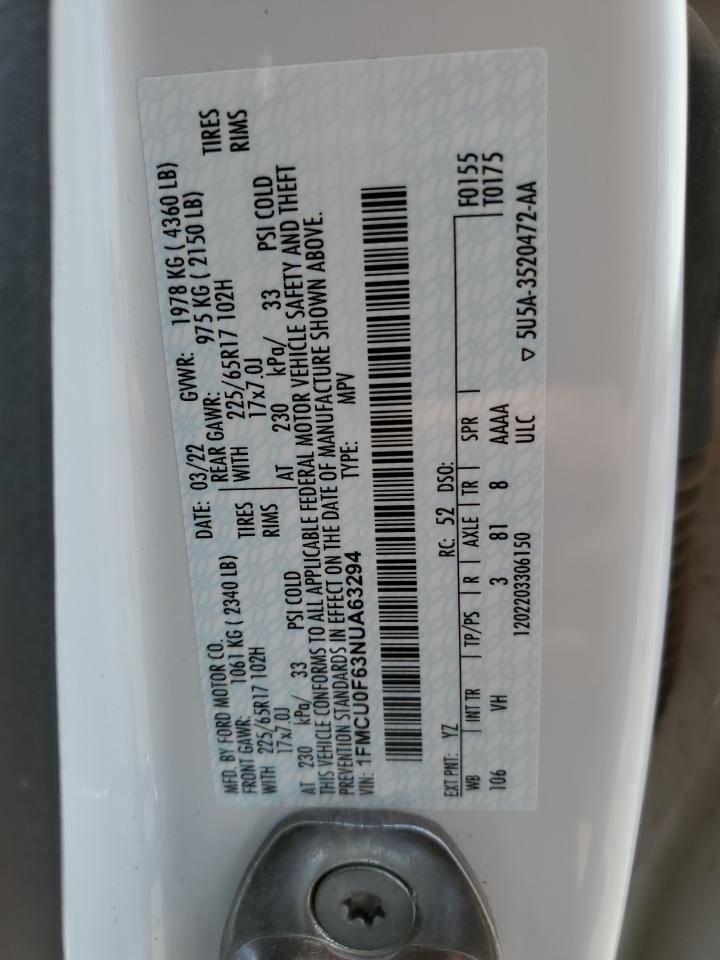 MFD. BY FORD MOTOR CO.
DATE: 03/22 GVWR: 1978 KG ( 4360 LB)
FRONT GAWR: 1061 KG ( 2340 LB) REAR GAWR: 975 KG ( 2150 LB)
WITH 225/65R17 102H TIRES WITH 225/65R17 102H TIRES
17x7.0J RIMS 17x7.0J RIMS
AT 230 kPa/ 33 PSI COLD AT 230 kPa/ 33 PSI COLD
THIS VEHICLE CONFORMS TO ALL APPLICABLE FEDERAL MOTOR VEHICLE SAFETY AND THEFT
PREVENTION STANDARDS IN EFFECT ON THE DATE OF MANUFACTURE SHOWN ABOVE.
VIN: 1FMCU0F63NUA63294 TYPE: MPV
EXT PNT: YZ RC: 52 DSO: F0155
WB INT TR TP/PS R AXLE TR SPR T0175
106 VH 3 81 8 AAAA
1202203306150 ULC ▽ 5U5A-3520472-AA